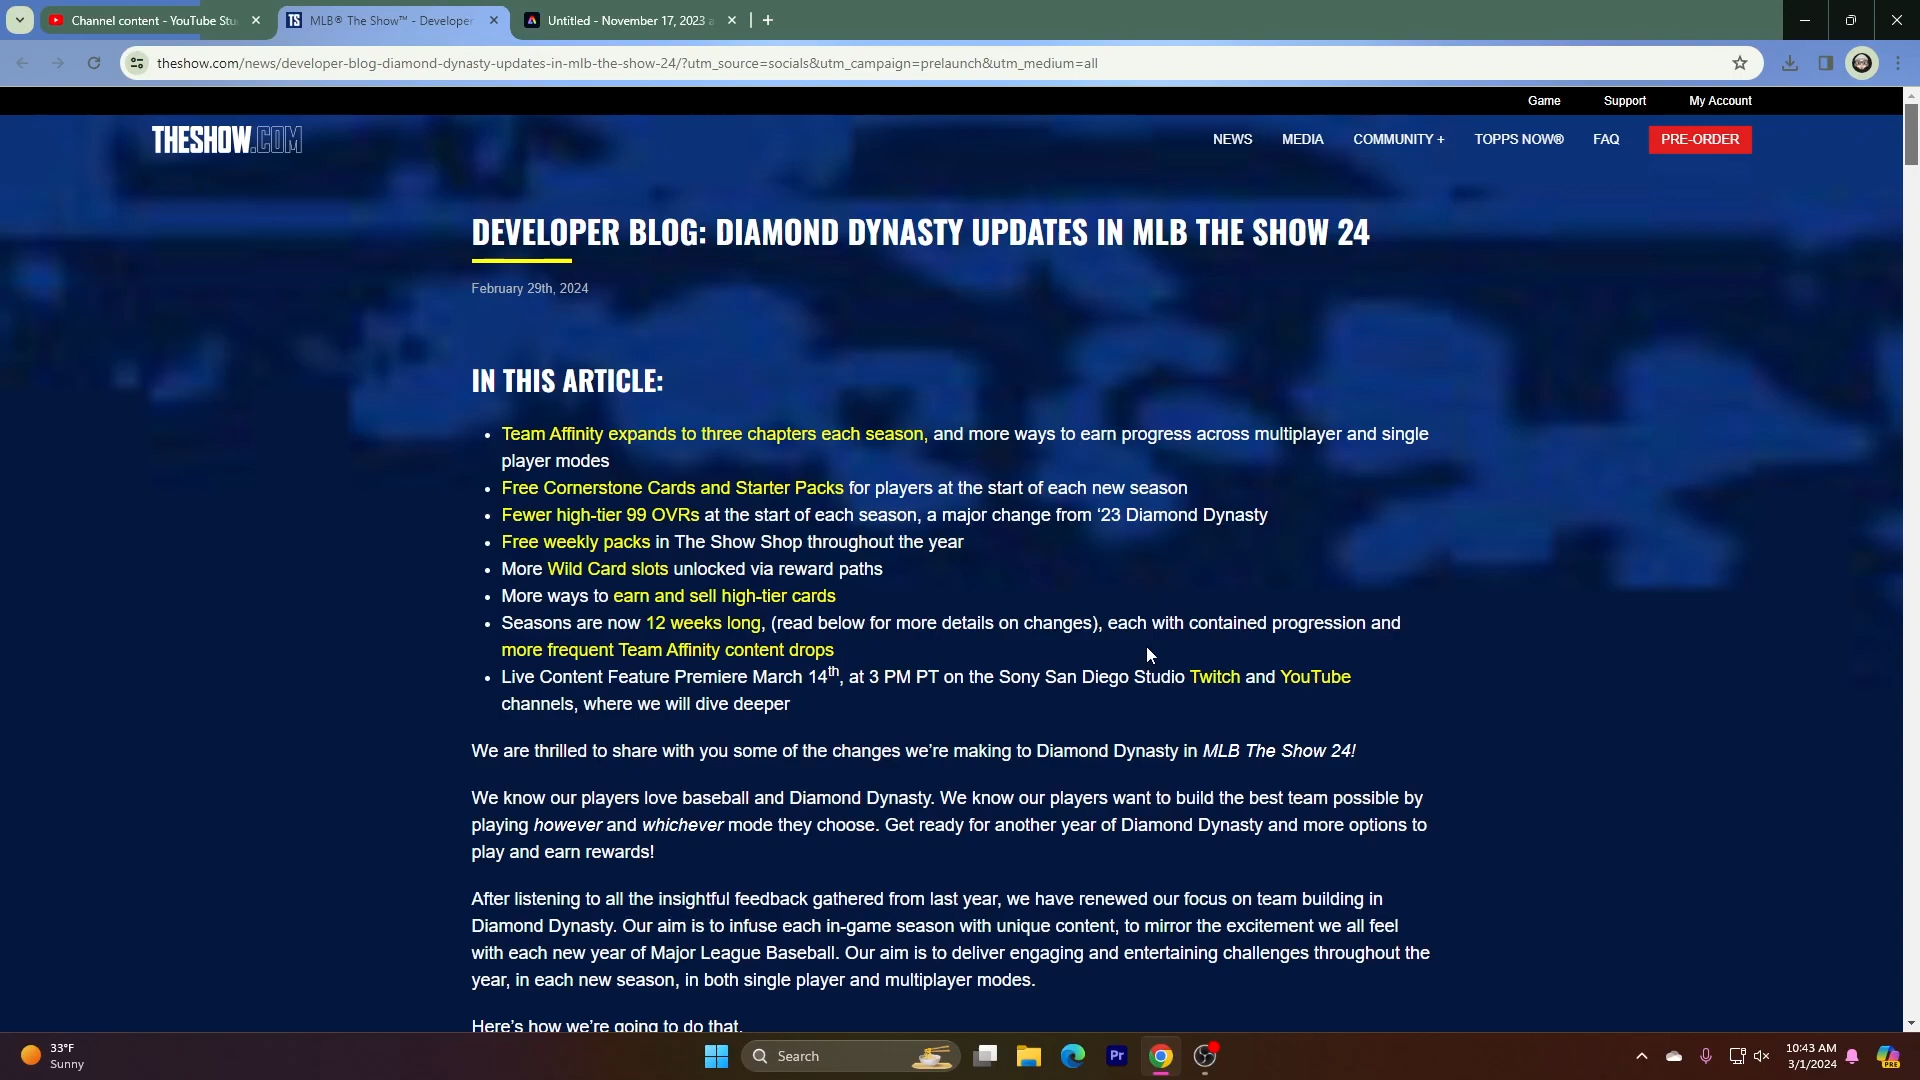 Channel content - YouTube Stu
MLB® The Show™ - Developer
Untitled - November 17, 2023 a
theshow.com/news/developer-blog-diamond-dynasty-updates-in-mlb-the-show-24/?utm_source=socials&utm_campaign=prelaunch&utm_medium=all
Game Support My Account
THESHOW.COM
NEWS MEDIA COMMUNITY + TOPPS NOW® FAQ PRE-ORDER
DEVELOPER BLOG: DIAMOND DYNASTY UPDATES IN MLB THE SHOW 24
February 29th, 2024
IN THIS ARTICLE:
• Team Affinity expands to three chapters each season, and more ways to earn progress across multiplayer and single
player modes
• Free Cornerstone Cards and Starter Packs for players at the start of each new season
• Fewer high-tier 99 OVRs at the start of each season, a major change from ‘23 Diamond Dynasty
• Free weekly packs in The Show Shop throughout the year
• More Wild Card slots unlocked via reward paths
• More ways to earn and sell high-tier cards
• Seasons are now 12 weeks long, (read below for more details on changes), each with contained progression and
more frequent Team Affinity content drops
• Live Content Feature Premiere March 14th, at 3 PM PT on the Sony San Diego Studio Twitch and YouTube
channels, where we will dive deeper
We are thrilled to share with you some of the changes we’re making to Diamond Dynasty in MLB The Show 24!
We know our players love baseball and Diamond Dynasty. We know our players want to build the best team possible by
playing however and whichever mode they choose. Get ready for another year of Diamond Dynasty and more options to
play and earn rewards!
After listening to all the insightful feedback gathered from last year, we have renewed our focus on team building in
Diamond Dynasty. Our aim is to infuse each in-game season with unique content, to mirror the excitement we all feel
with each new year of Major League Baseball. Our aim is to deliver engaging and entertaining challenges throughout the
year, in each new season, in both single player and multiplayer modes.
Here’s how we’re going to do that.
33°F
Sunny
Search
Pr
10:43 AM
3/1/2024
PRE